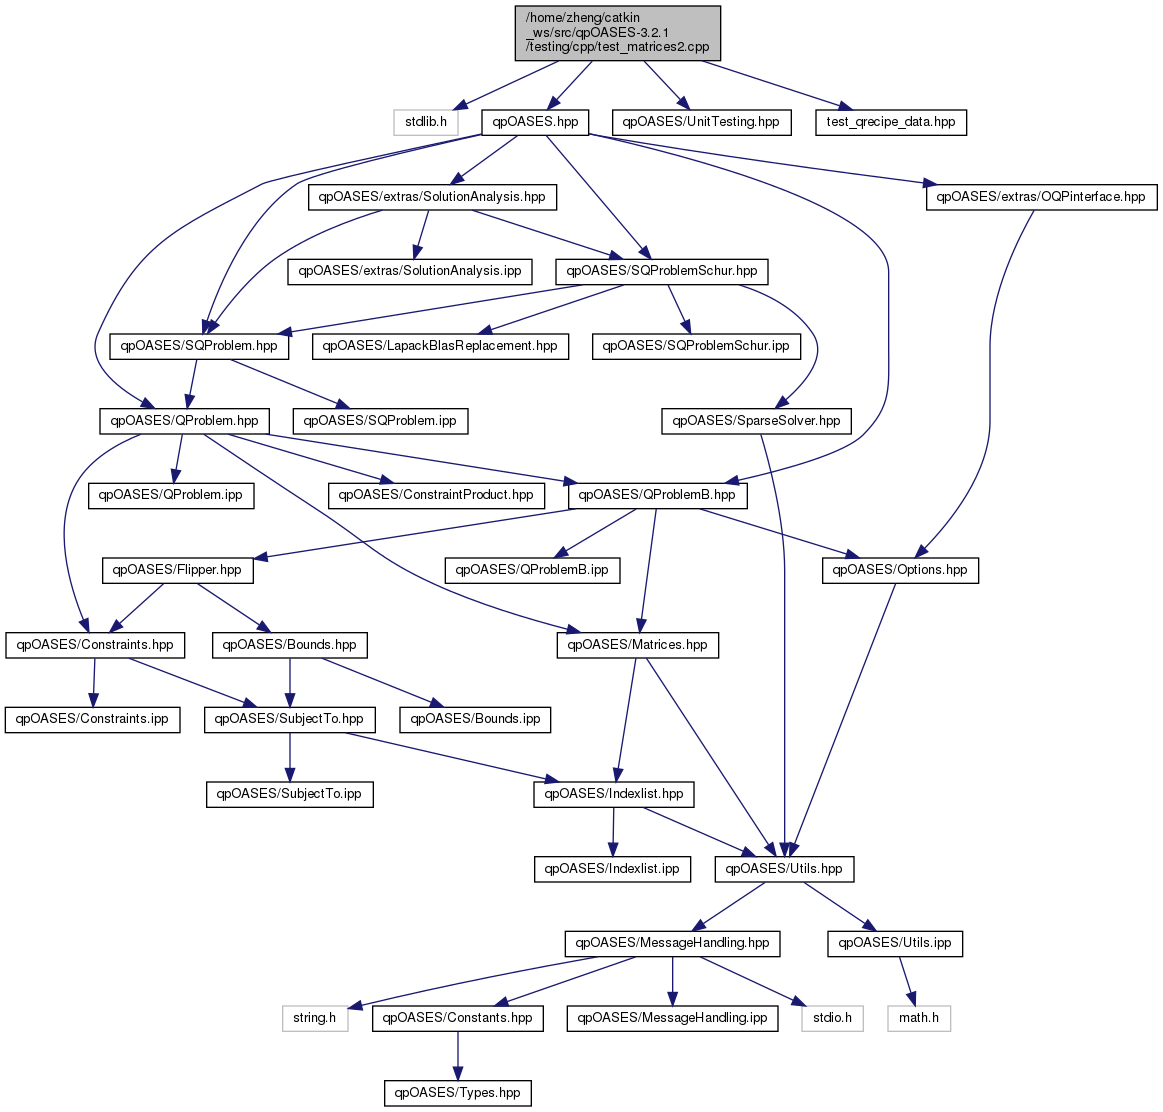 /home/zheng/catkin
_ws/src/qpOASES-3.2.1
/testing/cpp/test_matrices2.cpp
stdlib.h
qpOASES.hpp
qpOASES/UnitTesting.hpp
test_qrecipe_data.hpp
qpOASES/extras/SolutionAnalysis.hpp
qpOASES/extras/OQPinterface.hpp
qpOASES/extras/SolutionAnalysis.ipp
qpOASES/SQProblemSchur.hpp
qpOASES/SQProblem.hpp
qpOASES/LapackBlasReplacement.hpp
qpOASES/SQProblemSchur.ipp
qpOASES/QProblem.hpp
qpOASES/SQProblem.ipp
qpOASES/SparseSolver.hpp
qpOASES/QProblem.ipp
qpOASES/ConstraintProduct.hpp
qpOASES/QProblemB.hpp
qpOASES/Flipper.hpp
qpOASES/QProblemB.ipp
qpOASES/Options.hpp
qpOASES/Constraints.hpp
qpOASES/Bounds.hpp
qpOASES/Matrices.hpp
qpOASES/Constraints.ipp
qpOASES/SubjectTo.hpp
qpOASES/Bounds.ipp
qpOASES/SubjectTo.ipp
qpOASES/Indexlist.hpp
qpOASES/Indexlist.ipp
qpOASES/Utils.hpp
qpOASES/MessageHandling.hpp
qpOASES/Utils.ipp
string.h
qpOASES/Constants.hpp
qpOASES/MessageHandling.ipp
stdio.h
math.h
qpOASES/Types.hpp